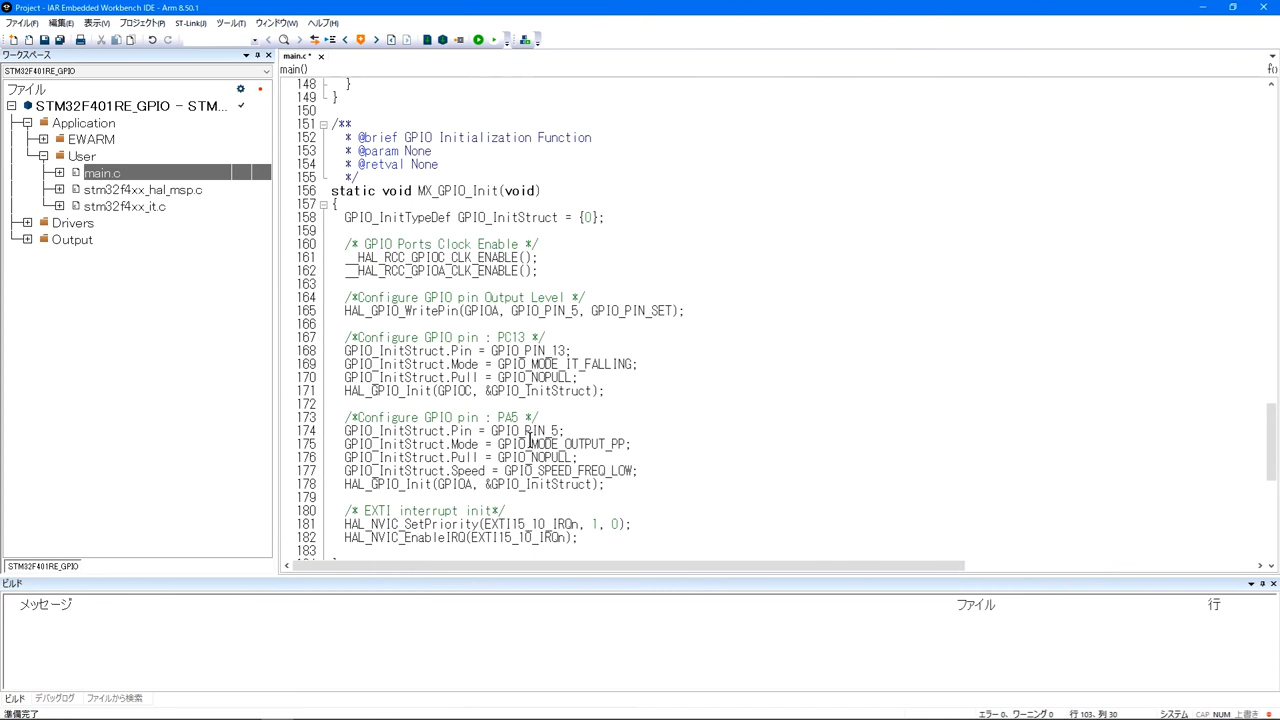 Project - IAR Embedded Workbench IDE - Arm 8.50.1
ファイル(F) 編集(E) 表示(V) プロジェクト(P) ST-Link(J) ツール(T) ウィンドウ(W) ヘルプ(H)
ワークスペース
STM32F401RE_GPIO
ファイル
STM32F401RE_GPIO - STM...
Application
EWARM
User
main.c
stm32f4xx_hal_msp.c
stm32f4xx_it.c
Drivers
Output
STM32F401RE_GPIO
main.c *
main()
f()
148 }
149 }
150
151 /**
152 * @brief GPIO Initialization Function
153 * @param None
154 * @retval None
155 */
156 static void MX_GPIO_Init(void)
157 {
158 GPIO_InitTypeDef GPIO_InitStruct = {0};
159
160 /* GPIO Ports Clock Enable */
161 __HAL_RCC_GPIOC_CLK_ENABLE();
162 __HAL_RCC_GPIOA_CLK_ENABLE();
163
164 /*Configure GPIO pin Output Level */
165 HAL_GPIO_WritePin(GPIOA, GPIO_PIN_5, GPIO_PIN_SET);
166
167 /*Configure GPIO pin : PC13 */
168 GPIO_InitStruct.Pin = GPIO_PIN_13;
169 GPIO_InitStruct.Mode = GPIO_MODE_IT_FALLING;
170 GPIO_InitStruct.Pull = GPIO_NOPULL;
171 HAL_GPIO_Init(GPIOC, &GPIO_InitStruct);
172
173 /*Configure GPIO pin : PA5 */
174 GPIO_InitStruct.Pin = GPIO_PIN_5;
175 GPIO_InitStruct.Mode = GPIO_MODE_OUTPUT_PP;
176 GPIO_InitStruct.Pull = GPIO_NOPULL;
177 GPIO_InitStruct.Speed = GPIO_SPEED_FREQ_LOW;
178 HAL_GPIO_Init(GPIOA, &GPIO_InitStruct);
179
180 /* EXTI interrupt init*/
181 HAL_NVIC_SetPriority(EXTI15_10_IRQn, 1, 0);
182 HAL_NVIC_EnableIRQ(EXTI15_10_IRQn);
183
ビルド
メッセージ ファイル 行
ビルド デバッグログ ファイルから検索
準備完了 エラー 0、ワーニング 0 行 103、列 30 システム CAP NUM 上書き